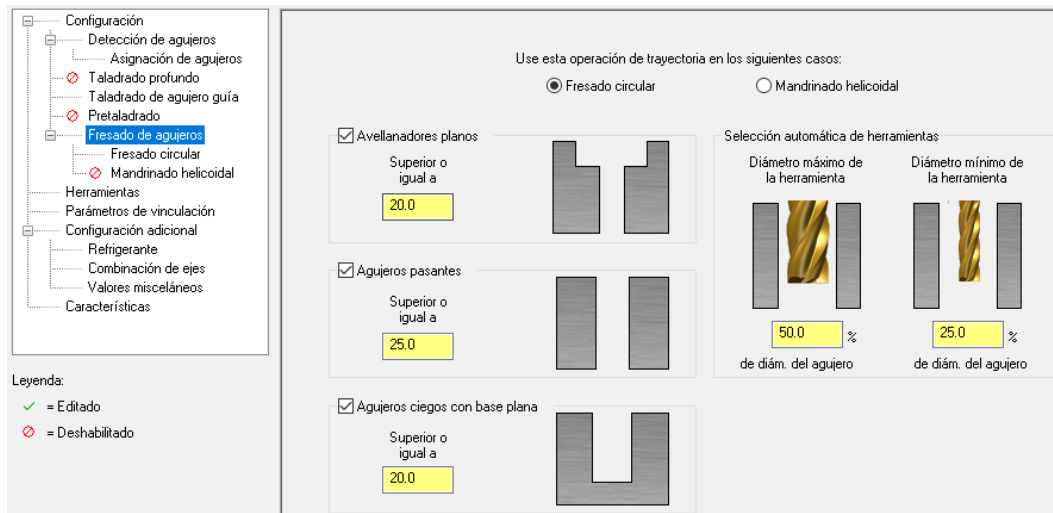 Configuración
Detección de agujeros
Asignación de agujeros
Taladrado profundo
Taladrado de agujero guía
Pretaladrado
Fresado de agujeros
Fresado circular
Mandrinado helicoidal
Herramientas
Parámetros de vinculación
Configuración adicional
Refrigerante
Combinación de ejes
Valores misceláneos
Características
Leyenda:
= Editado
= Deshabilitado
Use esta operación de trayectoria en los siguientes casos:
Fresado circular
Mandrinado helicoidal
Avellanadores planos
Superior o
igual a
20.0
Agujeros pasantes
Superior o
igual a
25.0
Agujeros ciegos con base plana
Superior o
igual a
20.0
Selección automática de herramientas
Diámetro máximo de
la herramienta
50.0 %
de diám. del agujero
Diámetro mínimo de
la herramienta
25.0 %
de diám. del agujero